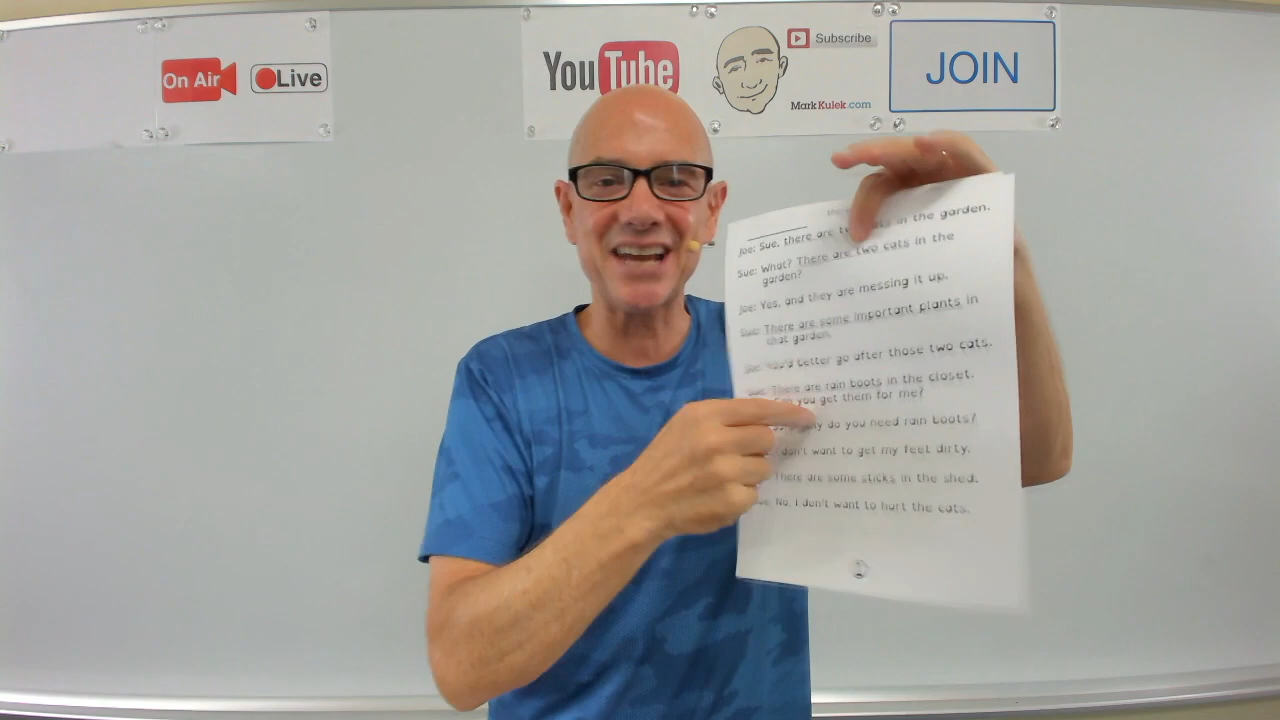 On Air
Live
YouTube
Subscribe
MarkKulek.com
JOIN
Joe: Sue, there are in the garden.
Sue: What? There are two cats in the
garden?
Joe: Yes, and they are messing it up.
Sue: There are some important plants in
that garden.
Joe: You'd better go after those two cats.
Sue: There are rain boots in the closet.
you get them for me?
do you need rain boots?
I don't want to get my feet dirty.
There are some sticks in the shed.
No, I don't want to hurt the cats.